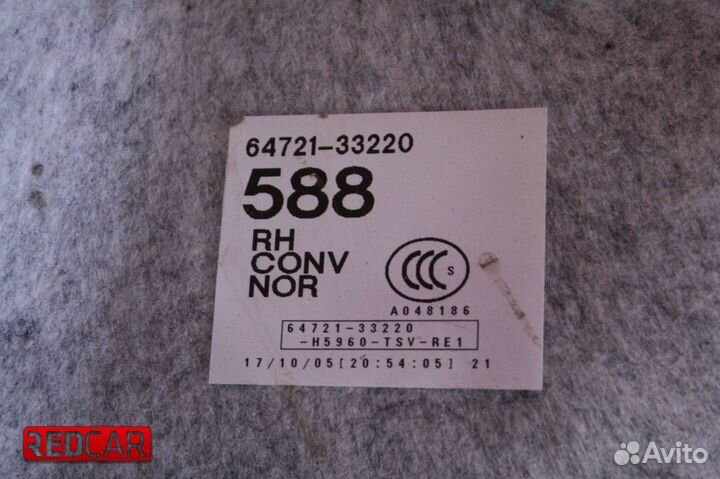 64721-33220
588
RH
CONV
NOR
CCC S
A048186
64721-33220
-H5960-TSV-RE1
17/10/05[20:54:05] 21
REDCAR
Avito